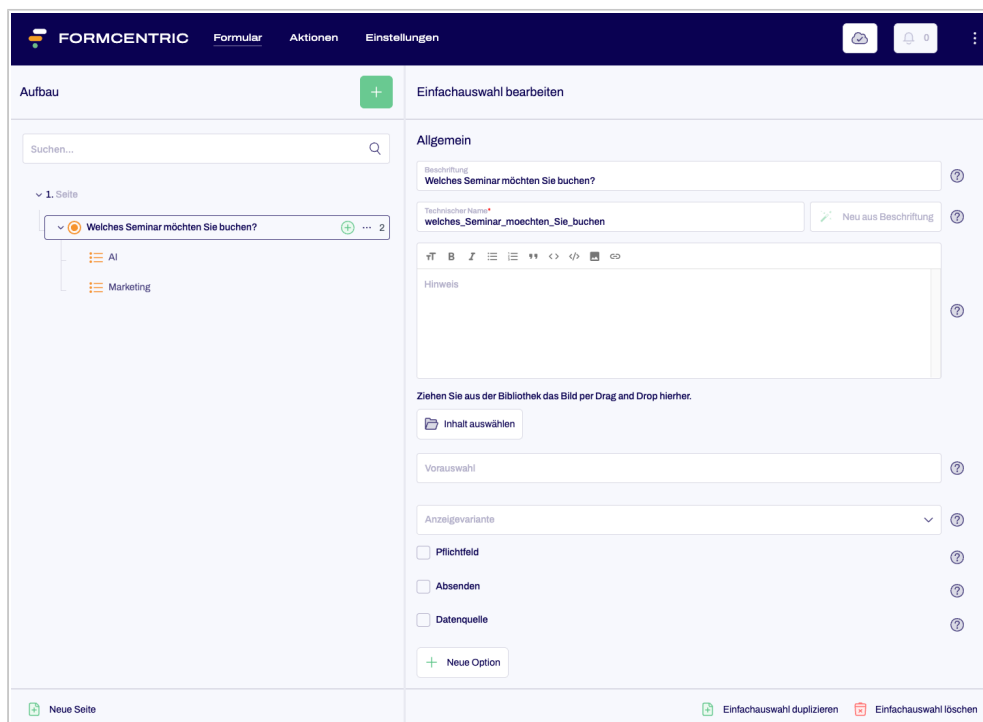 FORMCENTRIC Formular Aktionen Einstellungen 0
Aufbau
Einfachauswahl bearbeiten
Suchen...
1. Seite
Welches Seminar möchten Sie buchen? 2
AI
Marketing
Allgemein
Beschriftung
Welches Seminar möchten Sie buchen?
Technischer Name*
welches_Seminar_moechten_Sie_buchen
Neu aus Beschriftung
Hinweis
Ziehen Sie aus der Bibliothek das Bild per Drag and Drop hierher.
Inhalt auswählen
Vorauswahl
Anzeigevariante
Pflichtfeld
Absenden
Datenquelle
Neue Option
Neue Seite
Einfachauswahl duplizieren
Einfachauswahl löschen